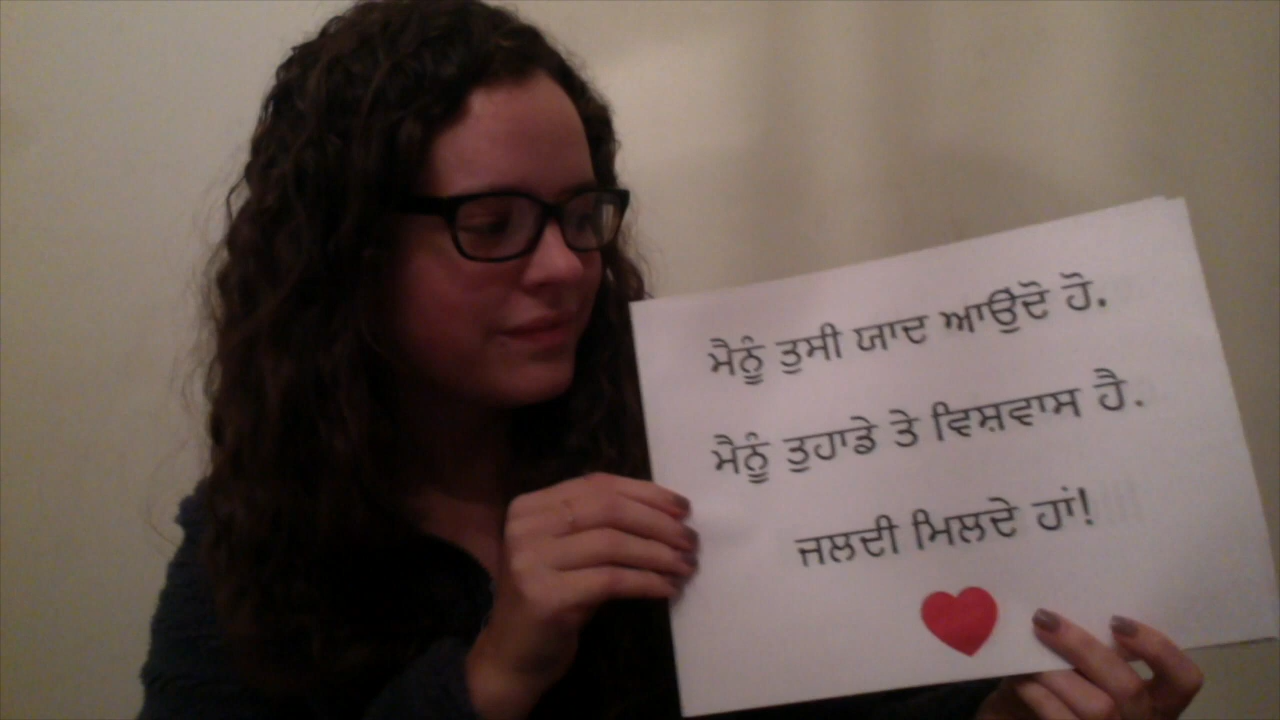 ਮੈਨੂੰ ਤੁਸੀ ਯਾਦ ਆਉਂਦੋ ਹੋ.
ਮੈਨੂੰ ਤੁਹਾਡੇ ਤੇ ਵਿਸ਼ਵਾਸ ਹੈ.
ਜਲਦੀ ਮਿਲਦੇ ਹਾਂ!